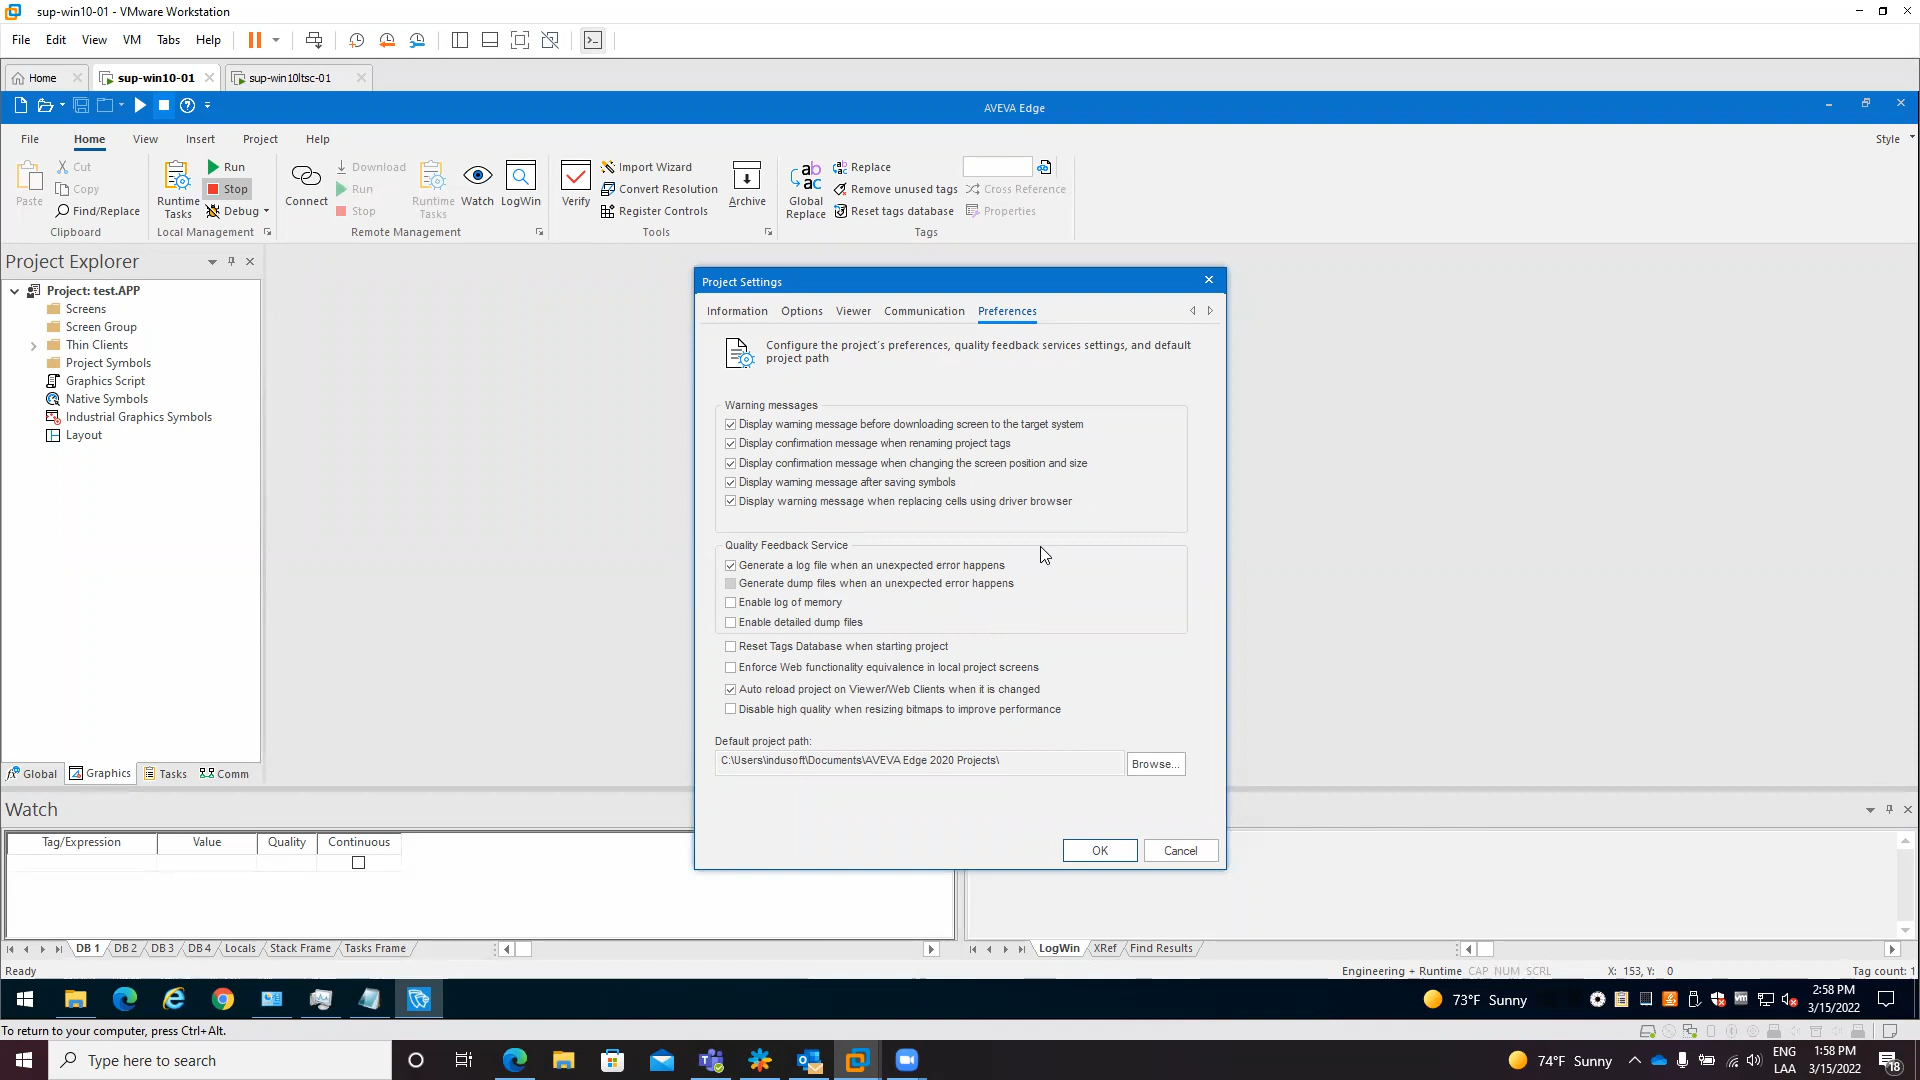 sup-win10-01 - VMware Workstation
File Edit View VM Tabs Help
Home sup-win10-01 sup-win10ltsc-01
AVEVA Edge
File Home View Insert Project Help Style
Paste Cut Copy Find/Replace
Clipboard
Runtime Tasks Run Stop Debug
Local Management
Connect Download Run Stop Runtime Tasks Watch LogWin
Remote Management
Verify Import Wizard Convert Resolution Register Controls Archive
Tools
Global Replace Replace Remove unused tags Reset tags database Cross Reference Properties
Tags
Project Explorer
Project: test.APP
Screens
Screen Group
Thin Clients
Project Symbols
Graphics Script
Native Symbols
Industrial Graphics Symbols
Layout
Global Graphics Tasks Comm
Project Settings
Information Options Viewer Communication Preferences
Configure the project's preferences, quality feedback services settings, and default
project path
Warning messages
Display warning message before downloading screen to the target system
Display confirmation message when renaming project tags
Display confirmation message when changing the screen position and size
Display warning message after saving symbols
Display warning message when replacing cells using driver browser
Quality Feedback Service
Generate a log file when an unexpected error happens
Generate dump files when an unexpected error happens
Enable log of memory
Enable detailed dump files
Reset Tags Database when starting project
Enforce Web functionality equivalence in local project screens
Auto reload project on Viewer/Web Clients when it is changed
Disable high quality when resizing bitmaps to improve performance
Default project path:
C:\Users\indusoft\Documents\AVEVA Edge 2020 Projects\
Browse...
OK Cancel
Watch
Tag/Expression Value Quality Continuous
DB 1 DB 2 DB 3 DB 4 Locals Stack Frame Tasks Frame
LogWin XRef Find Results
Ready
Engineering + Runtime CAP NUM SCRL X: 153, Y: 0 Tag count: 1
73°F Sunny
2:58 PM
3/15/2022
To return to your computer, press Ctrl+Alt.
Type here to search
74°F Sunny
ENG
LAA
1:58 PM
3/15/2022
18